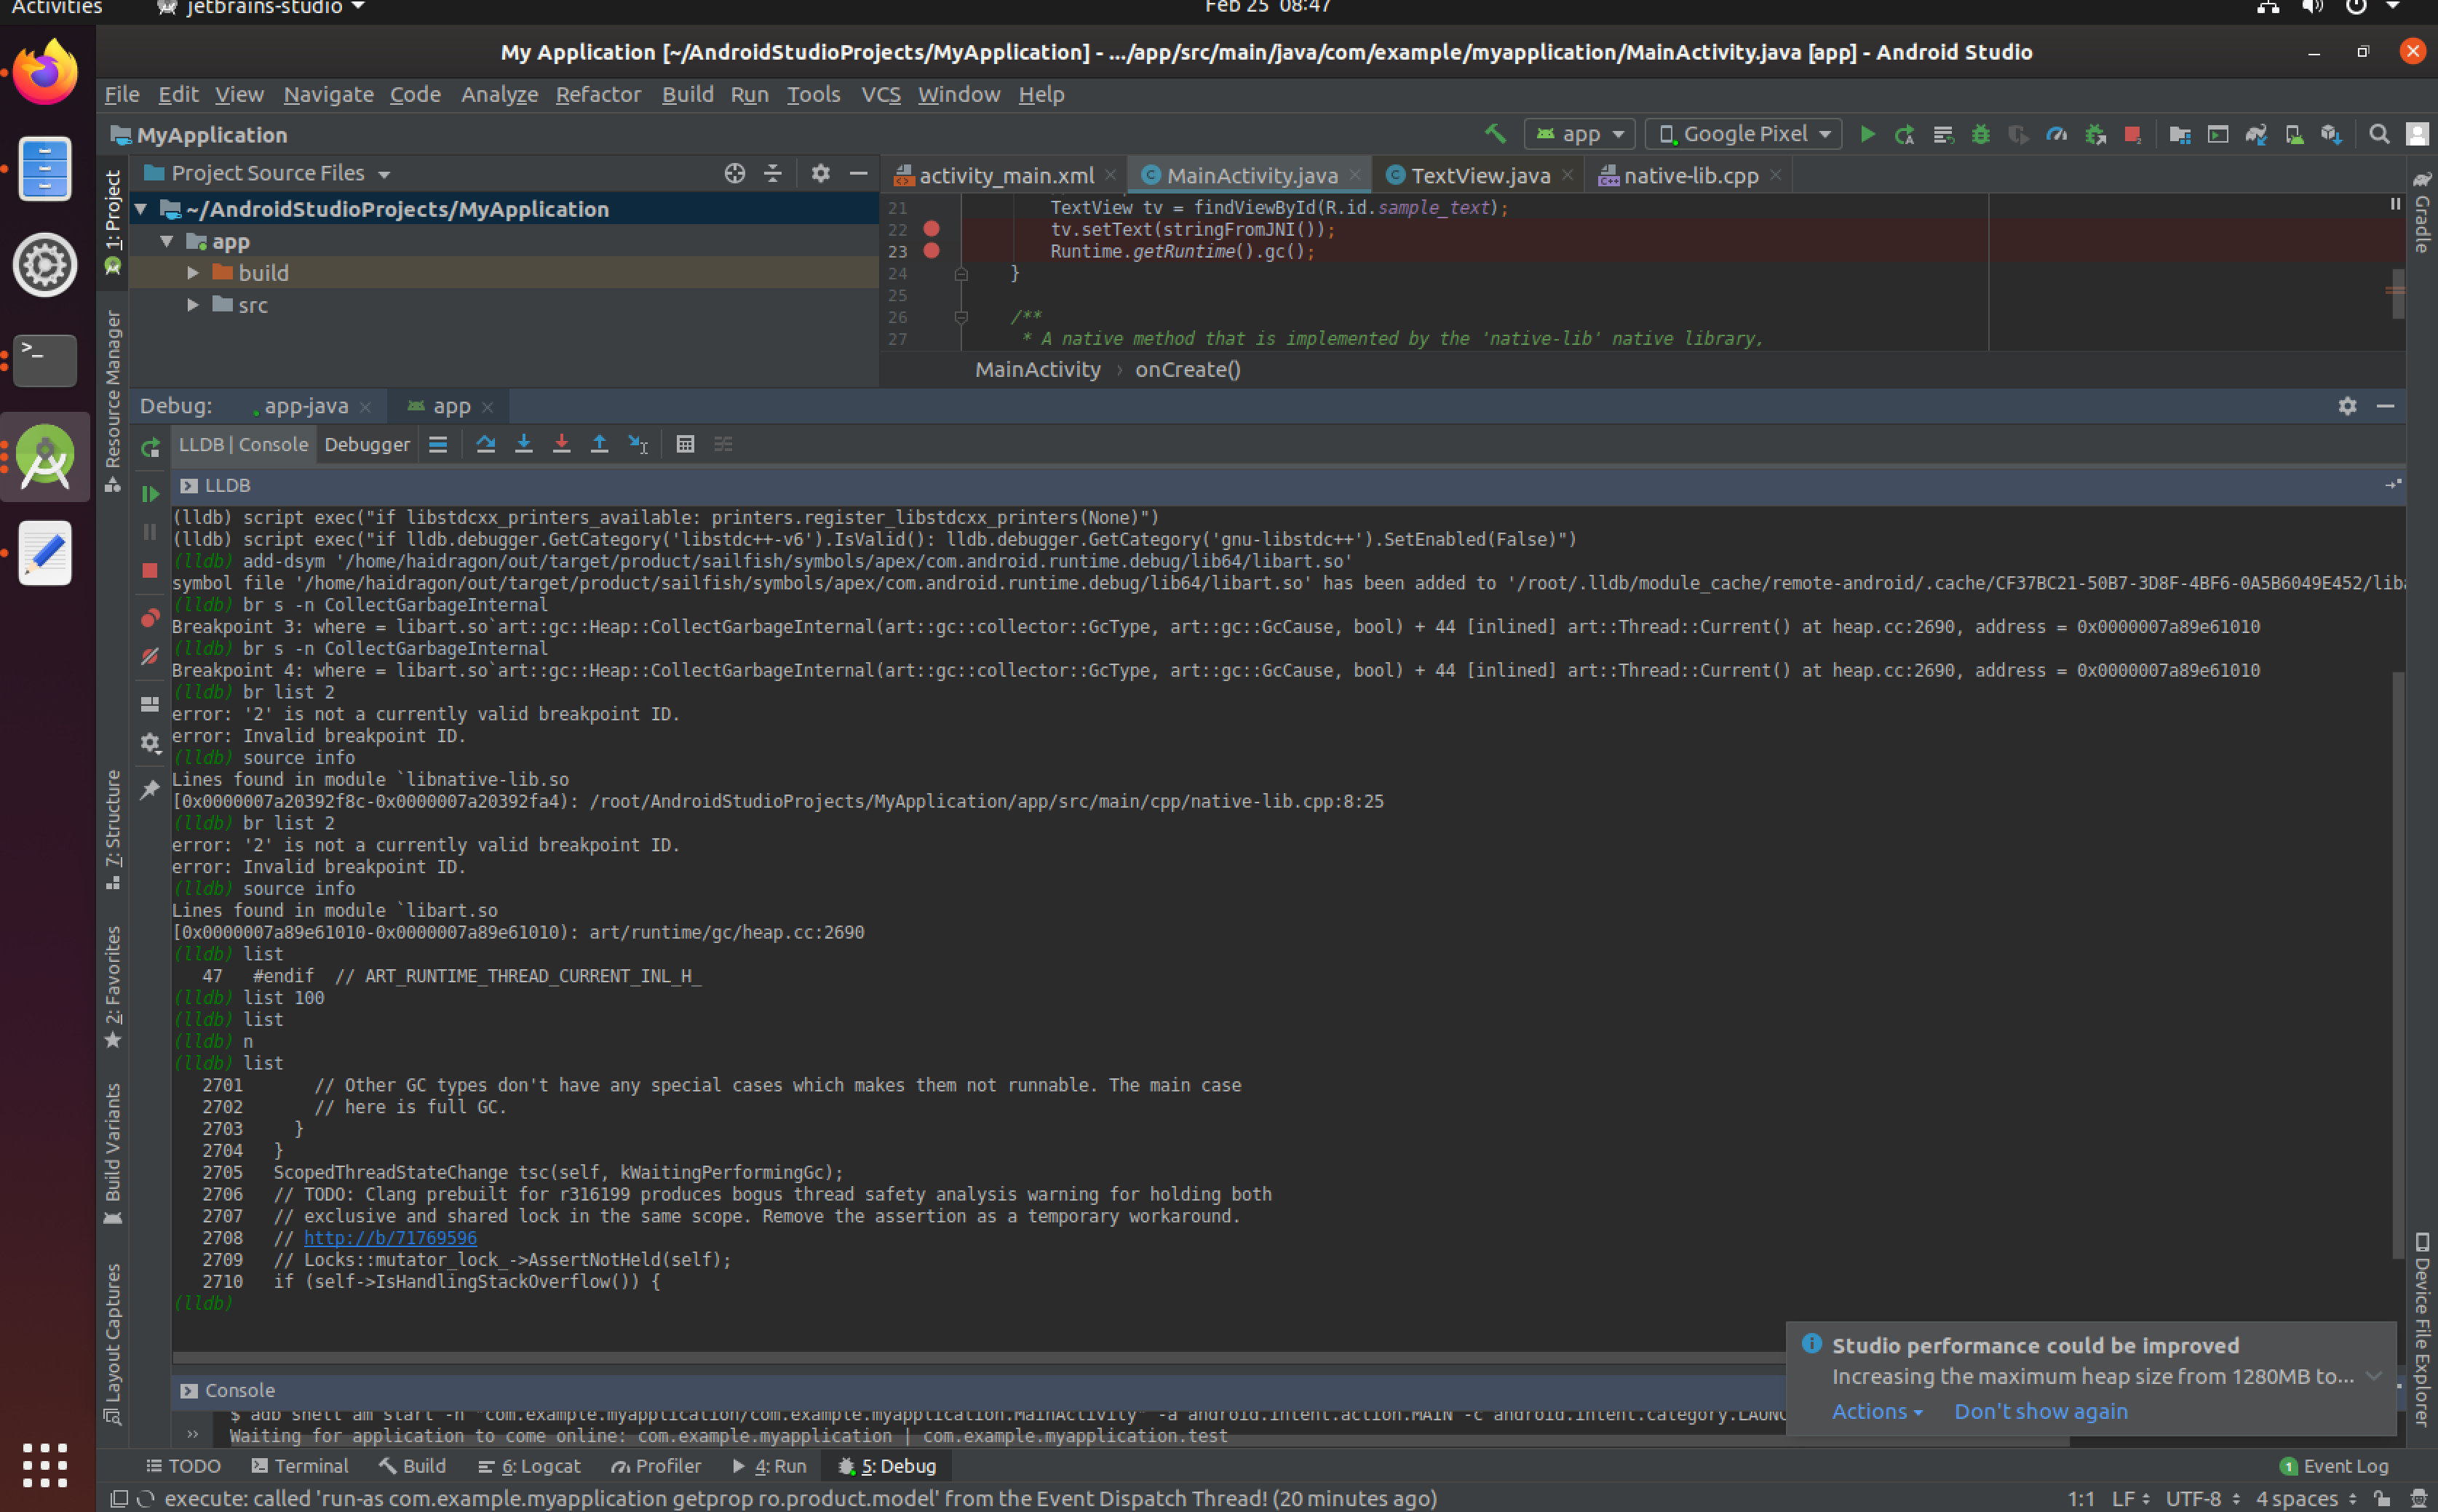 Activities jetbrains-studio Feb 25 08:47
My Application [~/AndroidStudioProjects/MyApplication] - .../app/src/main/java/com/example/myapplication/MainActivity.java [app] - Android Studio
File Edit View Navigate Code Analyze Refactor Build Run Tools VCS Window Help
MyApplication app Google Pixel
Project Source Files
activity_main.xml MainActivity.java TextView.java native-lib.cpp
~/AndroidStudioProjects/MyApplication
app
build
src
21 TextView tv = findViewById(R.id.sample_text);
22 tv.setText(stringFromJNI());
23 Runtime.getRuntime().gc();
24 }
25
26 /**
27 * A native method that is implemented by the 'native-lib' native library,
MainActivity › onCreate()
1: Project
Resource Manager
7: Structure
2: Favorites
Build Variants
Layout Captures
Gradle
Device File Explorer
Debug: app-java app
LLDB | Console Debugger
LLDB
(lldb) script exec("if libstdcxx_printers_available: printers.register_libstdcxx_printers(None)")
(lldb) script exec("if lldb.debugger.GetCategory('libstdc++-v6').IsValid(): lldb.debugger.GetCategory('gnu-libstdc++').SetEnabled(False)")
(lldb) add-dsym '/home/haidragon/out/target/product/sailfish/symbols/apex/com.android.runtime.debug/lib64/libart.so'
symbol file '/home/haidragon/out/target/product/sailfish/symbols/apex/com.android.runtime.debug/lib64/libart.so' has been added to '/root/.lldb/module_cache/remote-android/.cache/CF37BC21-50B7-3D8F-4BF6-0A5B6049E452/liba
(lldb) br s -n CollectGarbageInternal
Breakpoint 3: where = libart.so`art::gc::Heap::CollectGarbageInternal(art::gc::collector::GcType, art::gc::GcCause, bool) + 44 [inlined] art::Thread::Current() at heap.cc:2690, address = 0x0000007a89e61010
(lldb) br s -n CollectGarbageInternal
Breakpoint 4: where = libart.so`art::gc::Heap::CollectGarbageInternal(art::gc::collector::GcType, art::gc::GcCause, bool) + 44 [inlined] art::Thread::Current() at heap.cc:2690, address = 0x0000007a89e61010
(lldb) br list 2
error: '2' is not a currently valid breakpoint ID.
error: Invalid breakpoint ID.
(lldb) source info
Lines found in module `libnative-lib.so
[0x0000007a20392f8c-0x0000007a20392fa4): /root/AndroidStudioProjects/MyApplication/app/src/main/cpp/native-lib.cpp:8:25
(lldb) br list 2
error: '2' is not a currently valid breakpoint ID.
error: Invalid breakpoint ID.
(lldb) source info
Lines found in module `libart.so
[0x0000007a89e61010-0x0000007a89e61010): art/runtime/gc/heap.cc:2690
(lldb) list
47 #endif // ART_RUNTIME_THREAD_CURRENT_INL_H_
(lldb) list 100
(lldb) list
(lldb) n
(lldb) list
2701 // Other GC types don't have any special cases which makes them not runnable. The main case
2702 // here is full GC.
2703 }
2704 }
2705 ScopedThreadStateChange tsc(self, kWaitingPerformingGc);
2706 // TODO: Clang prebuilt for r316199 produces bogus thread safety analysis warning for holding both
2707 // exclusive and shared lock in the same scope. Remove the assertion as a temporary workaround.
2708 // http://b/71769596
2709 // Locks::mutator_lock_->AssertNotHeld(self);
2710 if (self->IsHandlingStackOverflow()) {
(lldb)
Studio performance could be improved
Increasing the maximum heap size from 1280MB to...
Actions Don't show again
Console
$ adb shell am start -n "com.example.myapplication/com.example.myapplication.MainActivity" -a android.intent.action.MAIN -c android.intent.category.LAUNC
Waiting for application to come online: com.example.myapplication | com.example.myapplication.test
TODO Terminal Build 6: Logcat Profiler 4: Run 5: Debug 1 Event Log
execute: called 'run-as com.example.myapplication getprop ro.product.model' from the Event Dispatch Thread! (20 minutes ago) 1:1 LF UTF-8 4 spaces